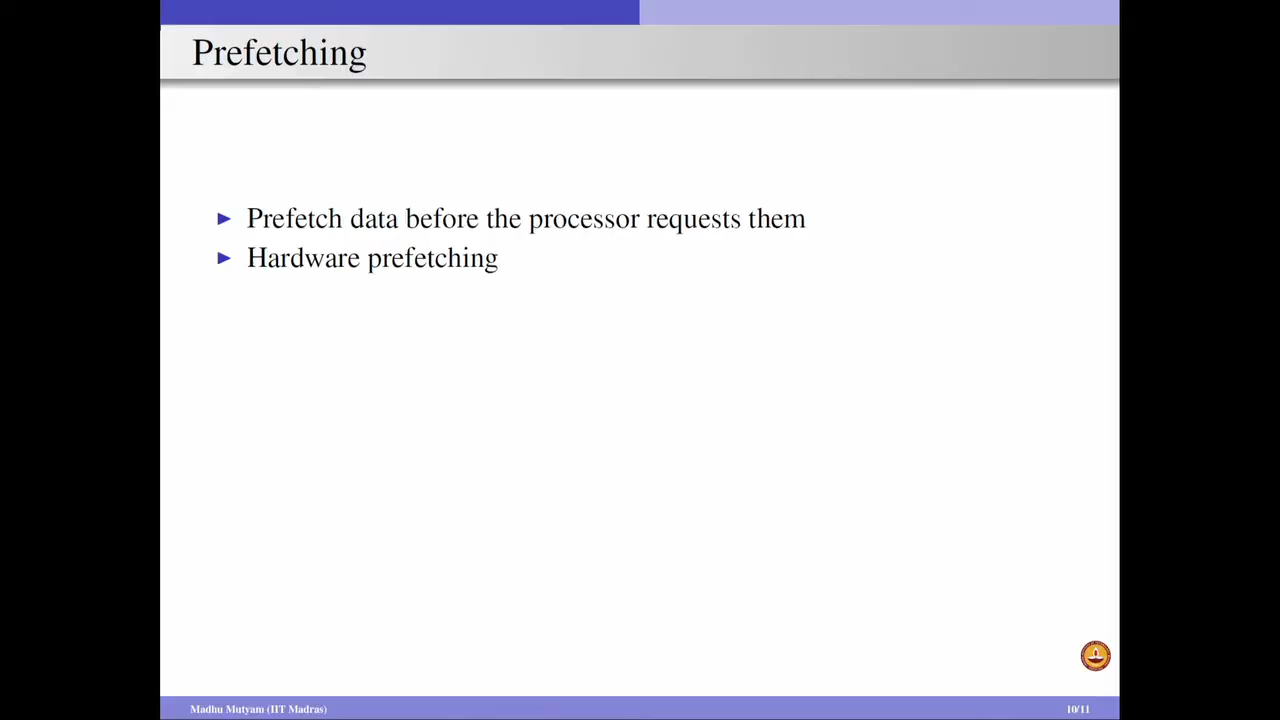 Prefetching
Prefetch data before the processor requests them
Hardware prefetching
Madhu Mutyam (IIT Madras)
10/11